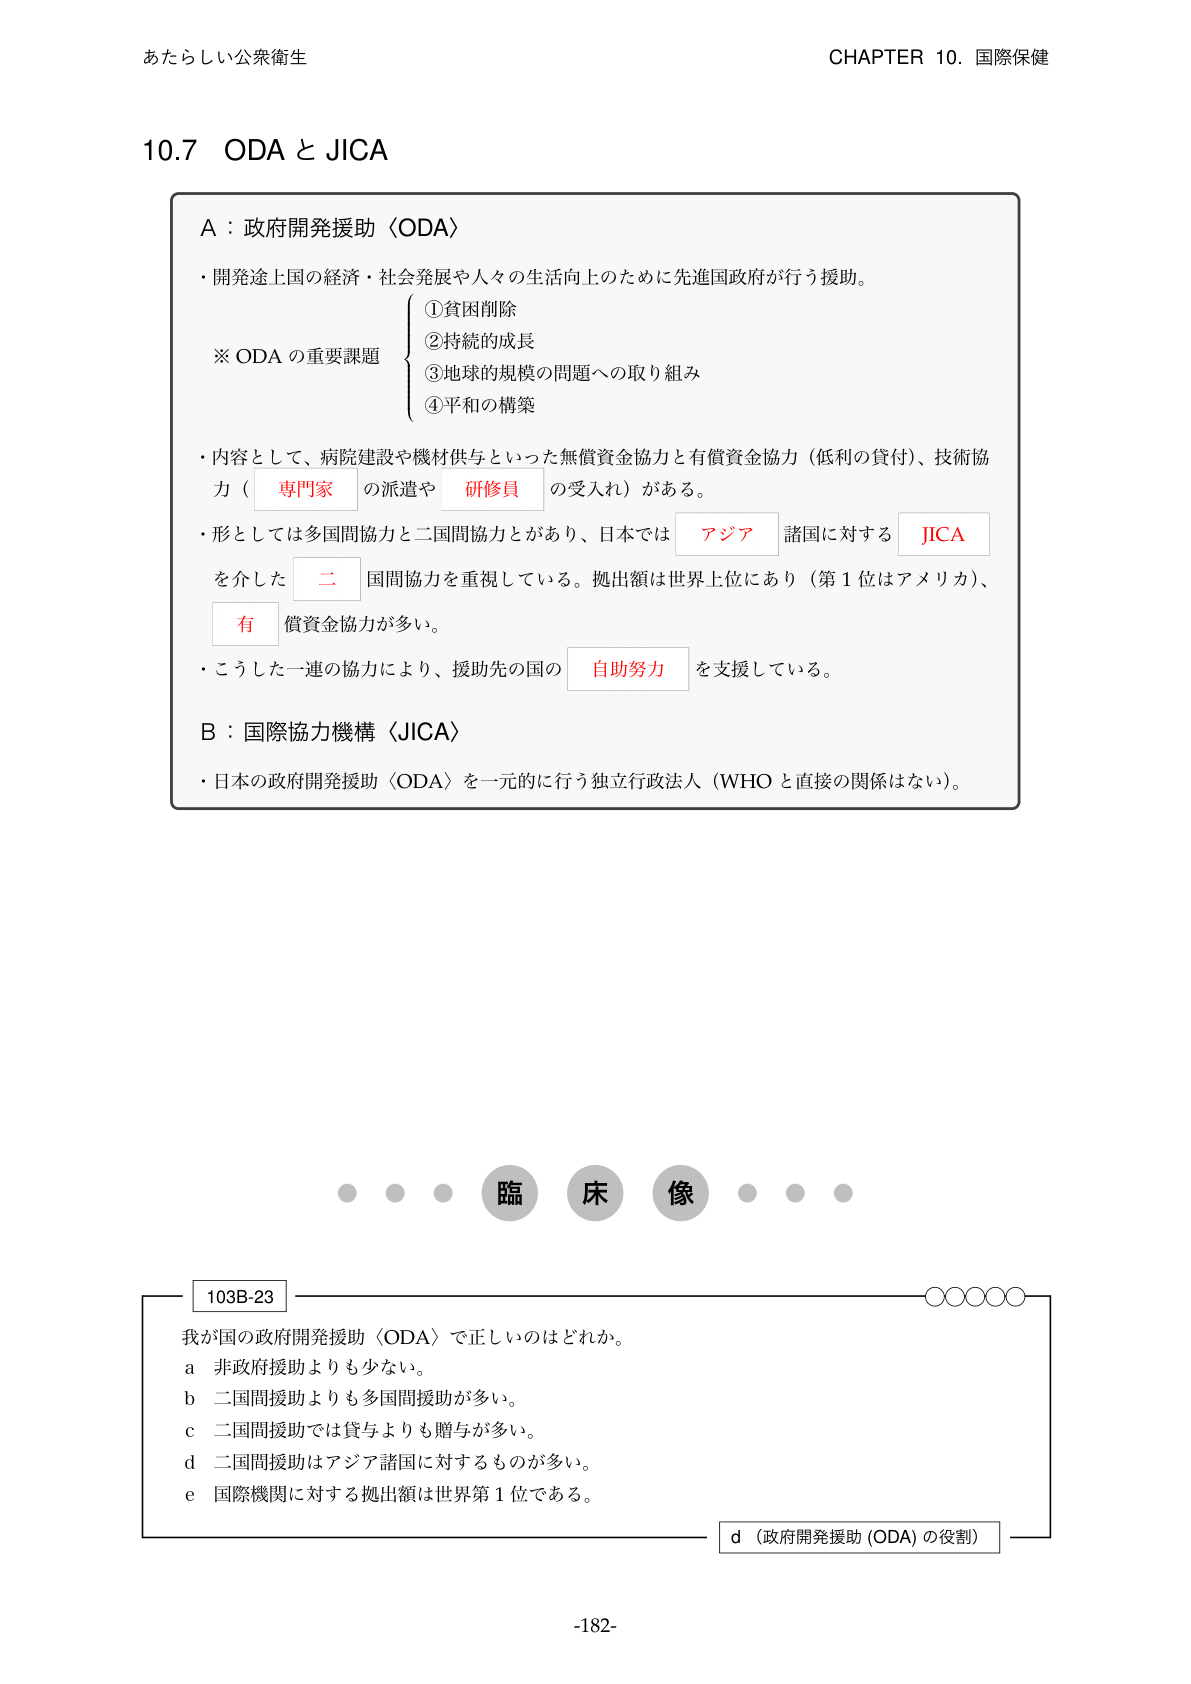 あたらしい公衆衛生
CHAPTER 10. 国際保健
10.7 ODA と JICA
A：政府開発援助〈ODA〉
・開発途上国の経済・社会発展や人々の生活向上のために先進国政府が行う援助。
※ ODA の重要課題
①貧困削除
②持続的成長
③地球的規模の問題への取り組み
④平和の構築
・内容として、病院建設や機材供与といった無償資金協力と有償資金協力（低利の貸付）、技術協
力（ 専門家 の派遣や 研修員 の受入れ）がある。
・形としては多国間協力と二国間協力とがあり、日本では アジア 諸国に対する JICA
を介した 二 国間協力を重視している。拠出額は世界上位にあり（第 1 位はアメリカ）、
有 償資金協力が多い。
・こうした一連の協力により、援助先の国の 自助努力 を支援している。
B：国際協力機構〈JICA〉
・日本の政府開発援助〈ODA〉を一元的に行う独立行政法人（WHO と直接の関係はない）。
臨 床 像
103B-23
我が国の政府開発援助〈ODA〉で正しいのはどれか。
a 非政府援助よりも少ない。
b 二国間援助よりも多国間援助が多い。
c 二国間援助では貸与よりも贈与が多い。
d 二国間援助はアジア諸国に対するものが多い。
e 国際機関に対する拠出額は世界第 1 位である。
d （政府開発援助 (ODA) の役割）
-182-